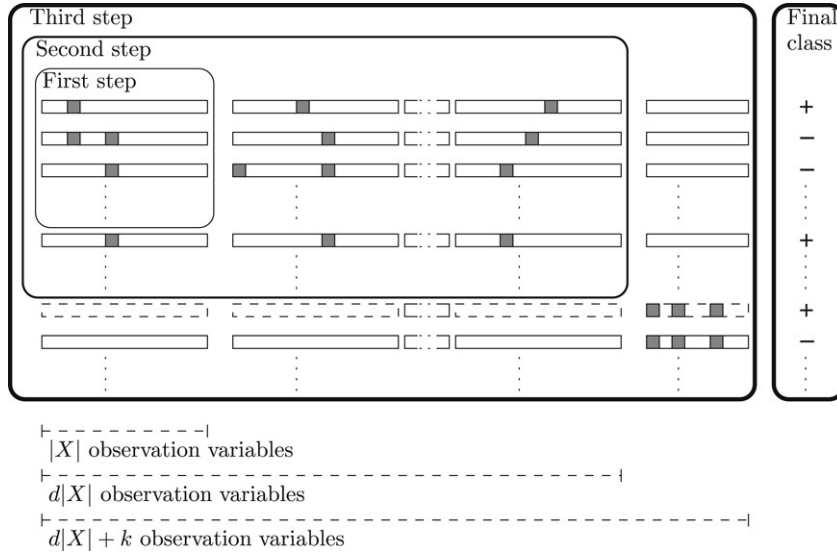 Third step
Final
class
Second step
First step
+
−
−
+
+
−
|X| observation variables
d|X| observation variables
d|X| + k observation variables